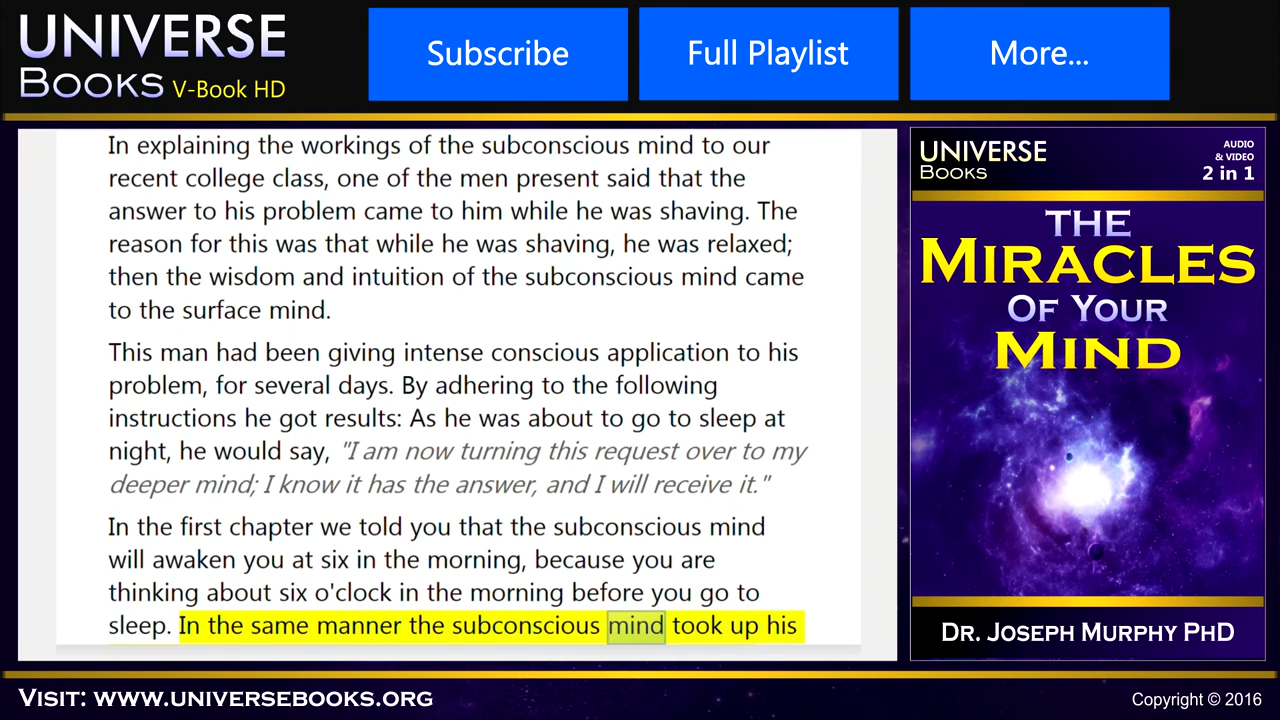 UNIVERSE
BOOKS V-Book HD
Subscribe
Full Playlist
More...
In explaining the workings of the subconscious mind to our
recent college class, one of the men present said that the
answer to his problem came to him while he was shaving. The
reason for this was that while he was shaving, he was relaxed;
then the wisdom and intuition of the subconscious mind came
to the surface mind.
This man had been giving intense conscious application to his
problem, for several days. By adhering to the following
instructions he got results: As he was about to go to sleep at
night, he would say, "I am now turning this request over to my
deeper mind; I know it has the answer, and I will receive it."
In the first chapter we told you that the subconscious mind
will awaken you at six in the morning, because you are
thinking about six o'clock in the morning before you go to
sleep. In the same manner the subconscious mind took up his
UNIVERSE
BOOKS
AUDIO
& VIDEO
2 in 1
THE
MIRACLES
OF YOUR
MIND
DR. JOSEPH MURPHY PHD
VISIT: WWW.UNIVERSEBOOKS.ORG
Copyright © 2016